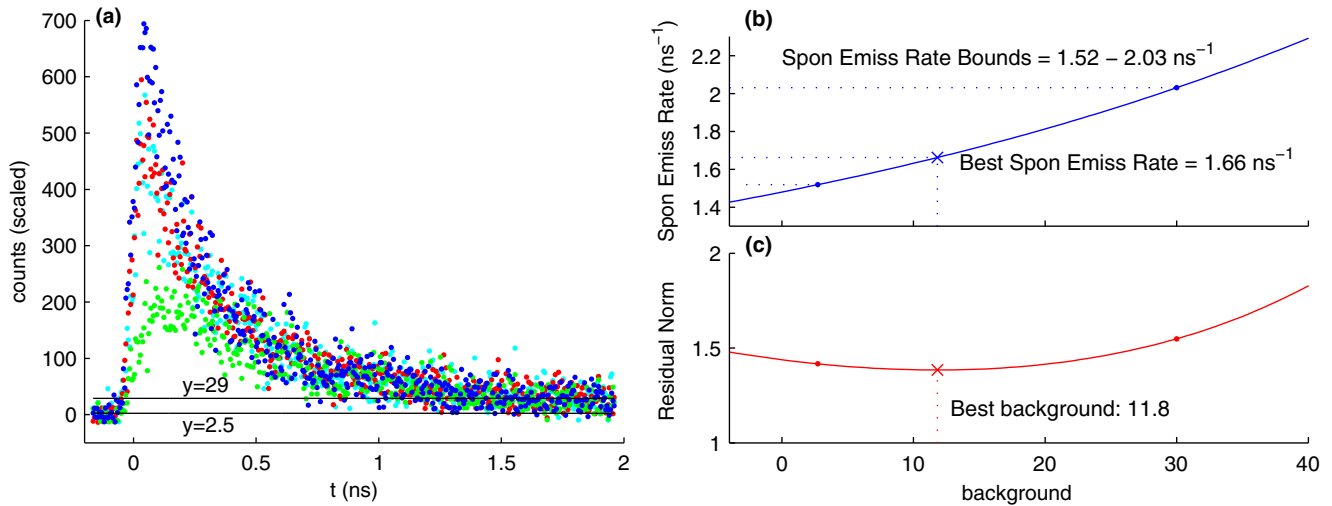 (a)
700
600
500
400
300
200
100
0
counts (scaled)
y=29
y=2.5
0
0.5
1
1.5
2
t (ns)
(b)
2.2
2
1.8
1.6
1.4
Spon Emiss Rate (ns⁻¹)
Spon Emiss Rate Bounds = 1.52 − 2.03 ns⁻¹
Best Spon Emiss Rate = 1.66 ns⁻¹
(c)
2
1.5
1
Residual Norm
Best background: 11.8
0
10
20
30
40
background